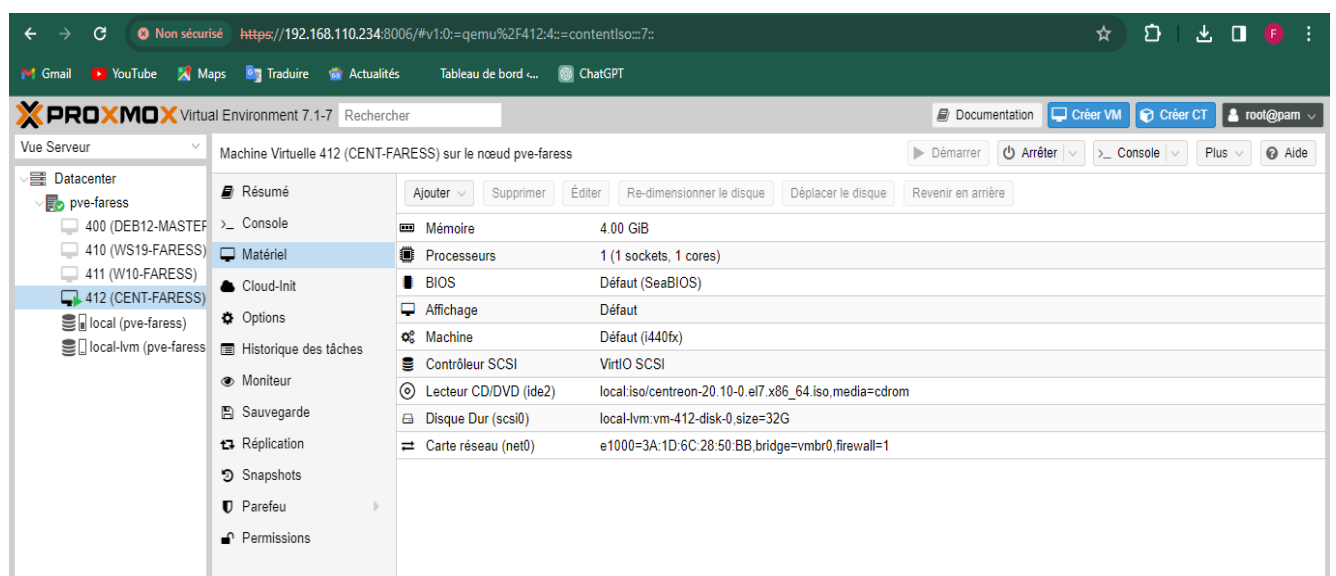 Non sécurisé https://192.168.110.234:8006/#v1:0:=qemu%2F412:4::=contentIso:::7::
F
Gmail YouTube Maps Traduire Actualités Tableau de bord ‹... ChatGPT
PROXMOX Virtual Environment 7.1-7 Rechercher Documentation Créer VM Créer CT root@pam
Vue Serveur
Machine Virtuelle 412 (CENT-FARESS) sur le nœud pve-faress
Démarrer Arrêter Console Plus Aide
Datacenter
pve-faress
400 (DEB12-MASTER
410 (WS19-FARESS)
411 (W10-FARESS)
412 (CENT-FARESS)
local (pve-faress)
local-lvm (pve-faress
Résumé
Console
Matériel
Cloud-Init
Options
Historique des tâches
Moniteur
Sauvegarde
Réplication
Snapshots
Parefeu
Permissions
Ajouter Supprimer Éditer Re-dimensionner le disque Déplacer le disque Revenir en arrière
Mémoire 4.00 GiB
Processeurs 1 (1 sockets, 1 cores)
BIOS Défaut (SeaBIOS)
Affichage Défaut
Machine Défaut (i440fx)
Contrôleur SCSI VirtIO SCSI
Lecteur CD/DVD (ide2) local:iso/centreon-20.10-0.el7.x86_64.iso,media=cdrom
Disque Dur (scsi0) local-lvm:vm-412-disk-0,size=32G
Carte réseau (net0) e1000=3A:1D:6C:28:50:BB,bridge=vmbr0,firewall=1